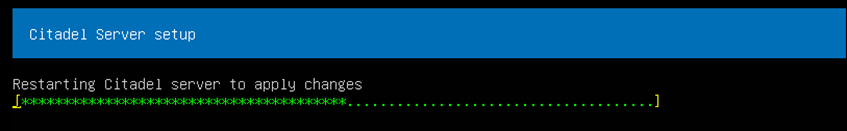 Citadel Server setup
Restarting Citadel server to apply changes
[****************************************......................................]